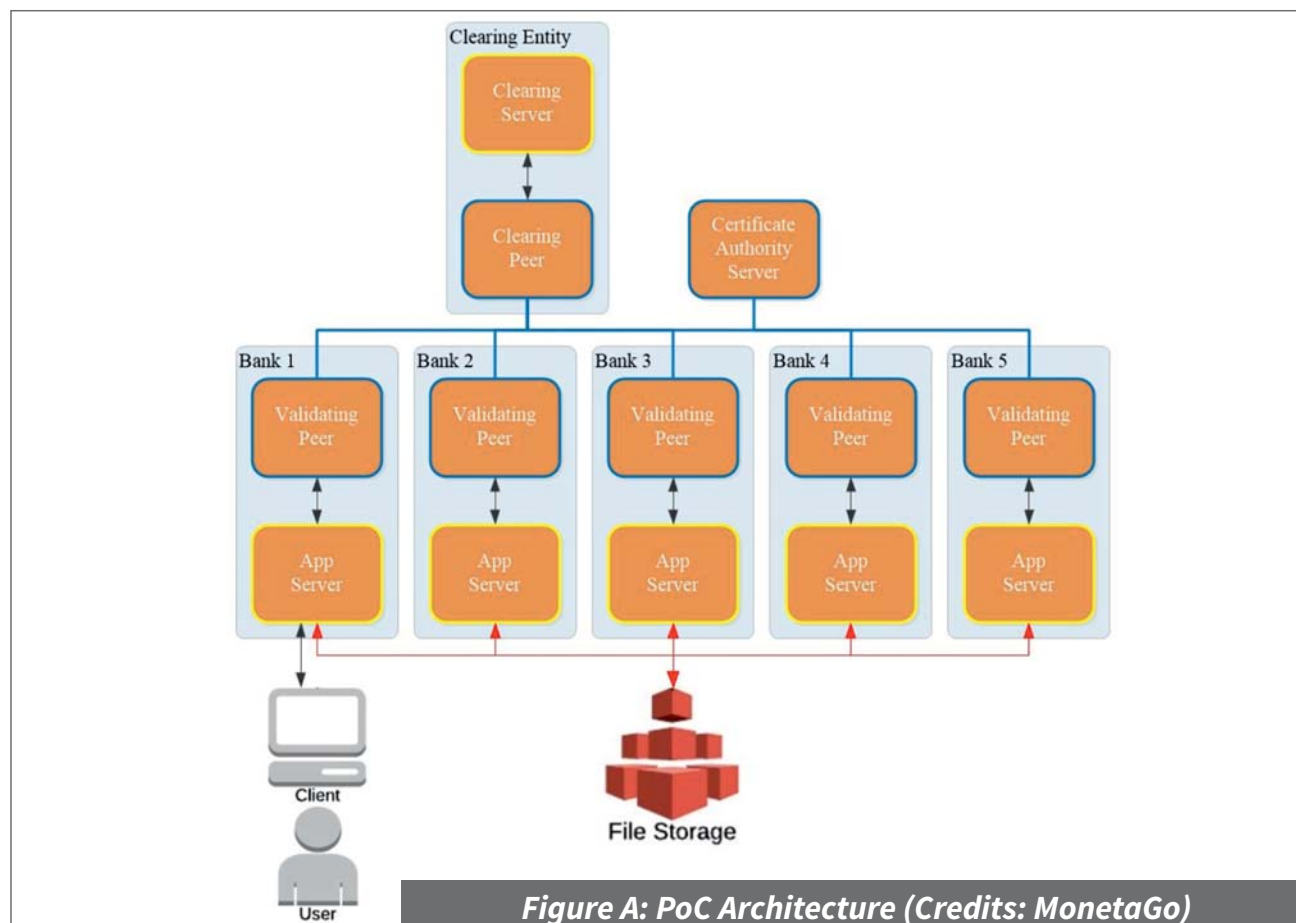 Clearing Entity
Clearing
Server
Clearing
Peer
Certificate
Authority
Server
Bank 1
Bank 2
Bank 3
Bank 4
Bank 5
Validating
Peer
Validating
Peer
Validating
Peer
Validating
Peer
Validating
Peer
App
Server
App
Server
App
Server
App
Server
App
Server
Client
User
File Storage
Figure A: PoC Architecture (Credits: MonetaGo)